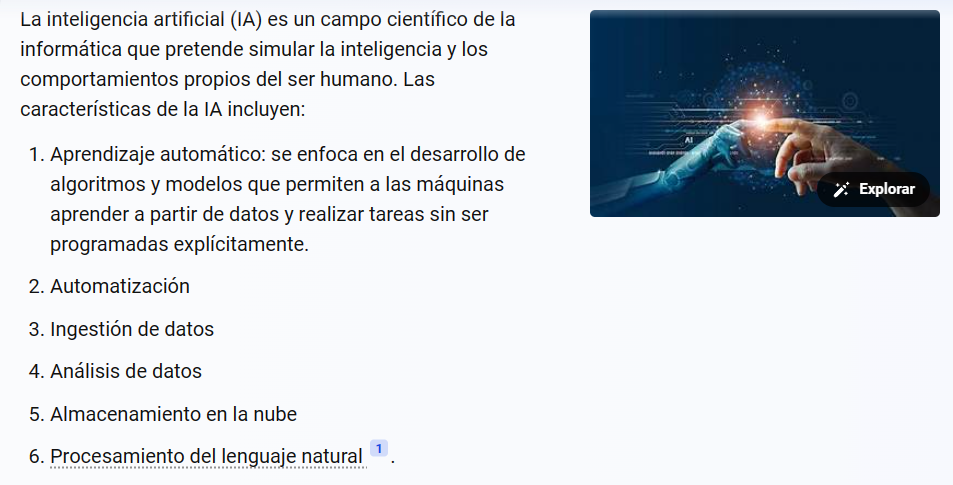 La inteligencia artificial (IA) es un campo científico de la
informática que pretende simular la inteligencia y los
comportamientos propios del ser humano. Las
características de la IA incluyen:
1. Aprendizaje automático: se enfoca en el desarrollo de
algoritmos y modelos que permiten a las máquinas
aprender a partir de datos y realizar tareas sin ser
programadas explícitamente.
2. Automatización
3. Ingestión de datos
4. Análisis de datos
5. Almacenamiento en la nube
6. Procesamiento del lenguaje natural 1 .
AI
Explorar